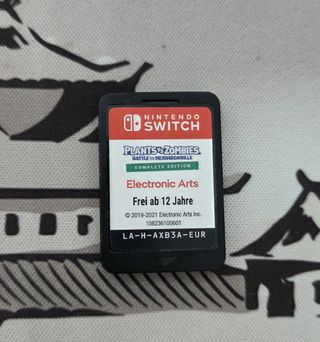 NINTENDO
SWITCH
PLANTS vs. ZOMBIES
BATTLE FOR NEIGHBORVILLE
COMPLETE EDITION
Electronic Arts
Frei ab 12 Jahre
© 2019-2021 Electronic Arts Inc.
108236100601
LA-H-AXB3A-EUR